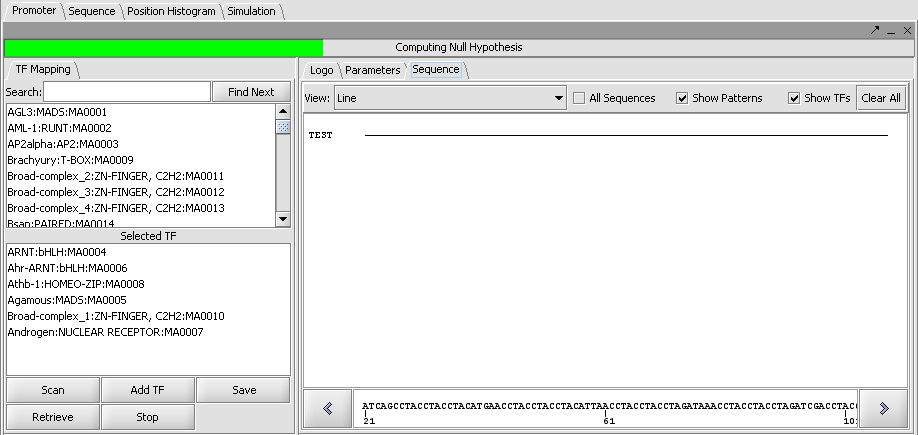 Promoter Sequence Position Histogram Simulation
Computing Null Hypothesis
TF Mapping
Search: Find Next
AGL3:MADS:MA0001
AML-1:RUNT:MA0002
AP2alpha:AP2:MA0003
Brachyury:T-BOX:MA0009
Broad-complex_2:ZN-FINGER, C2H2:MA0011
Broad-complex_3:ZN-FINGER, C2H2:MA0012
Broad-complex_4:ZN-FINGER, C2H2:MA0013
Bsap:PAIRED:MA0014
Selected TF
ARNT:bHLH:MA0004
Ahr-ARNT:bHLH:MA0006
Athb-1:HOMEO-ZIP:MA0008
Agamous:MADS:MA0005
Broad-complex_1:ZN-FINGER, C2H2:MA0010
Androgen:NUCLEAR RECEPTOR:MA0007
Scan Add TF Save
Retrieve Stop
Logo Parameters Sequence
View: Line All Sequences Show Patterns Show TFs Clear All
TEST
ATCAGCCTACCTACCTACATGAACCTACCTACCTACATTAACCTACCTACCTAGATAAACCTACCTACCTAGATCGACCTACC
21 61 101